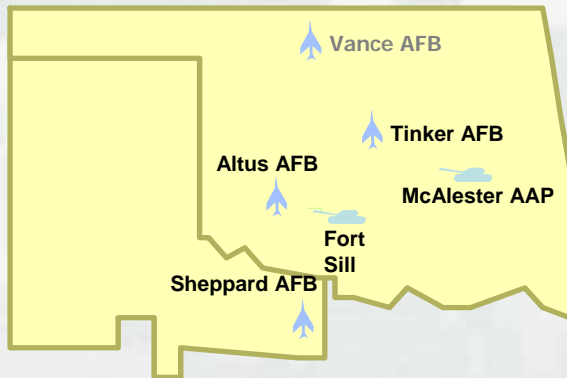 Vance AFB
Tinker AFB
Altus AFB
McAlester AAP
Fort
Sill
Sheppard AFB